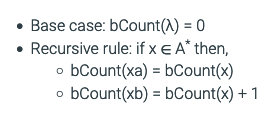 • Base case: bCount(λ) = 0
• Recursive rule: if x ∈ A* then,
○ bCount(xa) = bCount(x)
○ bCount(xb) = bCount(x) + 1